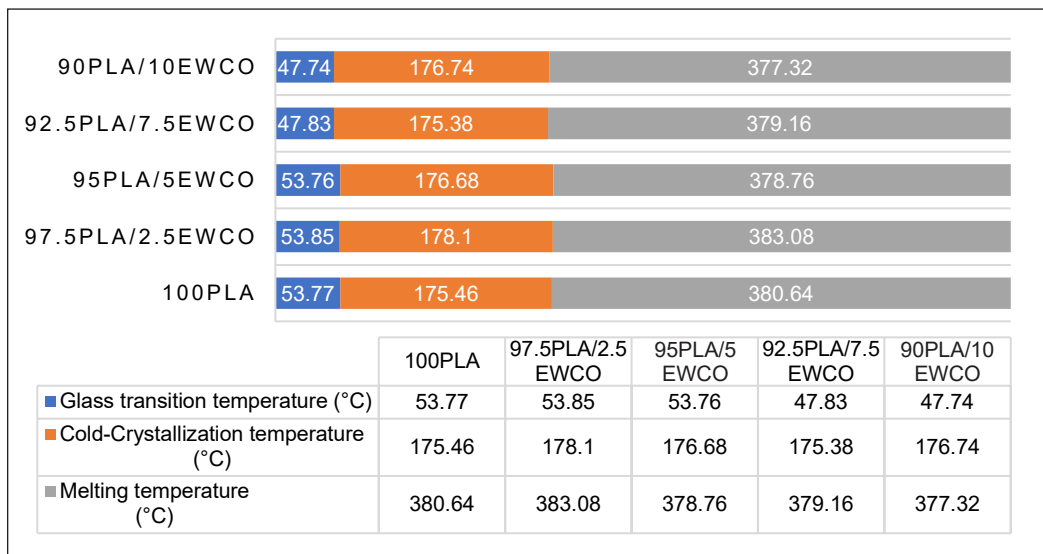 90PLA/10EWCO 47.74 176.74 377.32
92.5PLA/7.5EWCO 47.83 175.38 379.16
95PLA/5EWCO 53.76 176.68 378.76
97.5PLA/2.5EWCO 53.85 178.1 383.08
100PLA 53.77 175.46 380.64
100PLA 97.5PLA/2.5 EWCO 95PLA/5 EWCO 92.5PLA/7.5 EWCO 90PLA/10 EWCO
Glass transition temperature (°C) 53.77 53.85 53.76 47.83 47.74
Cold-Crystallization temperature (°C) 175.46 178.1 176.68 175.38 176.74
Melting temperature (°C) 380.64 383.08 378.76 379.16 377.32